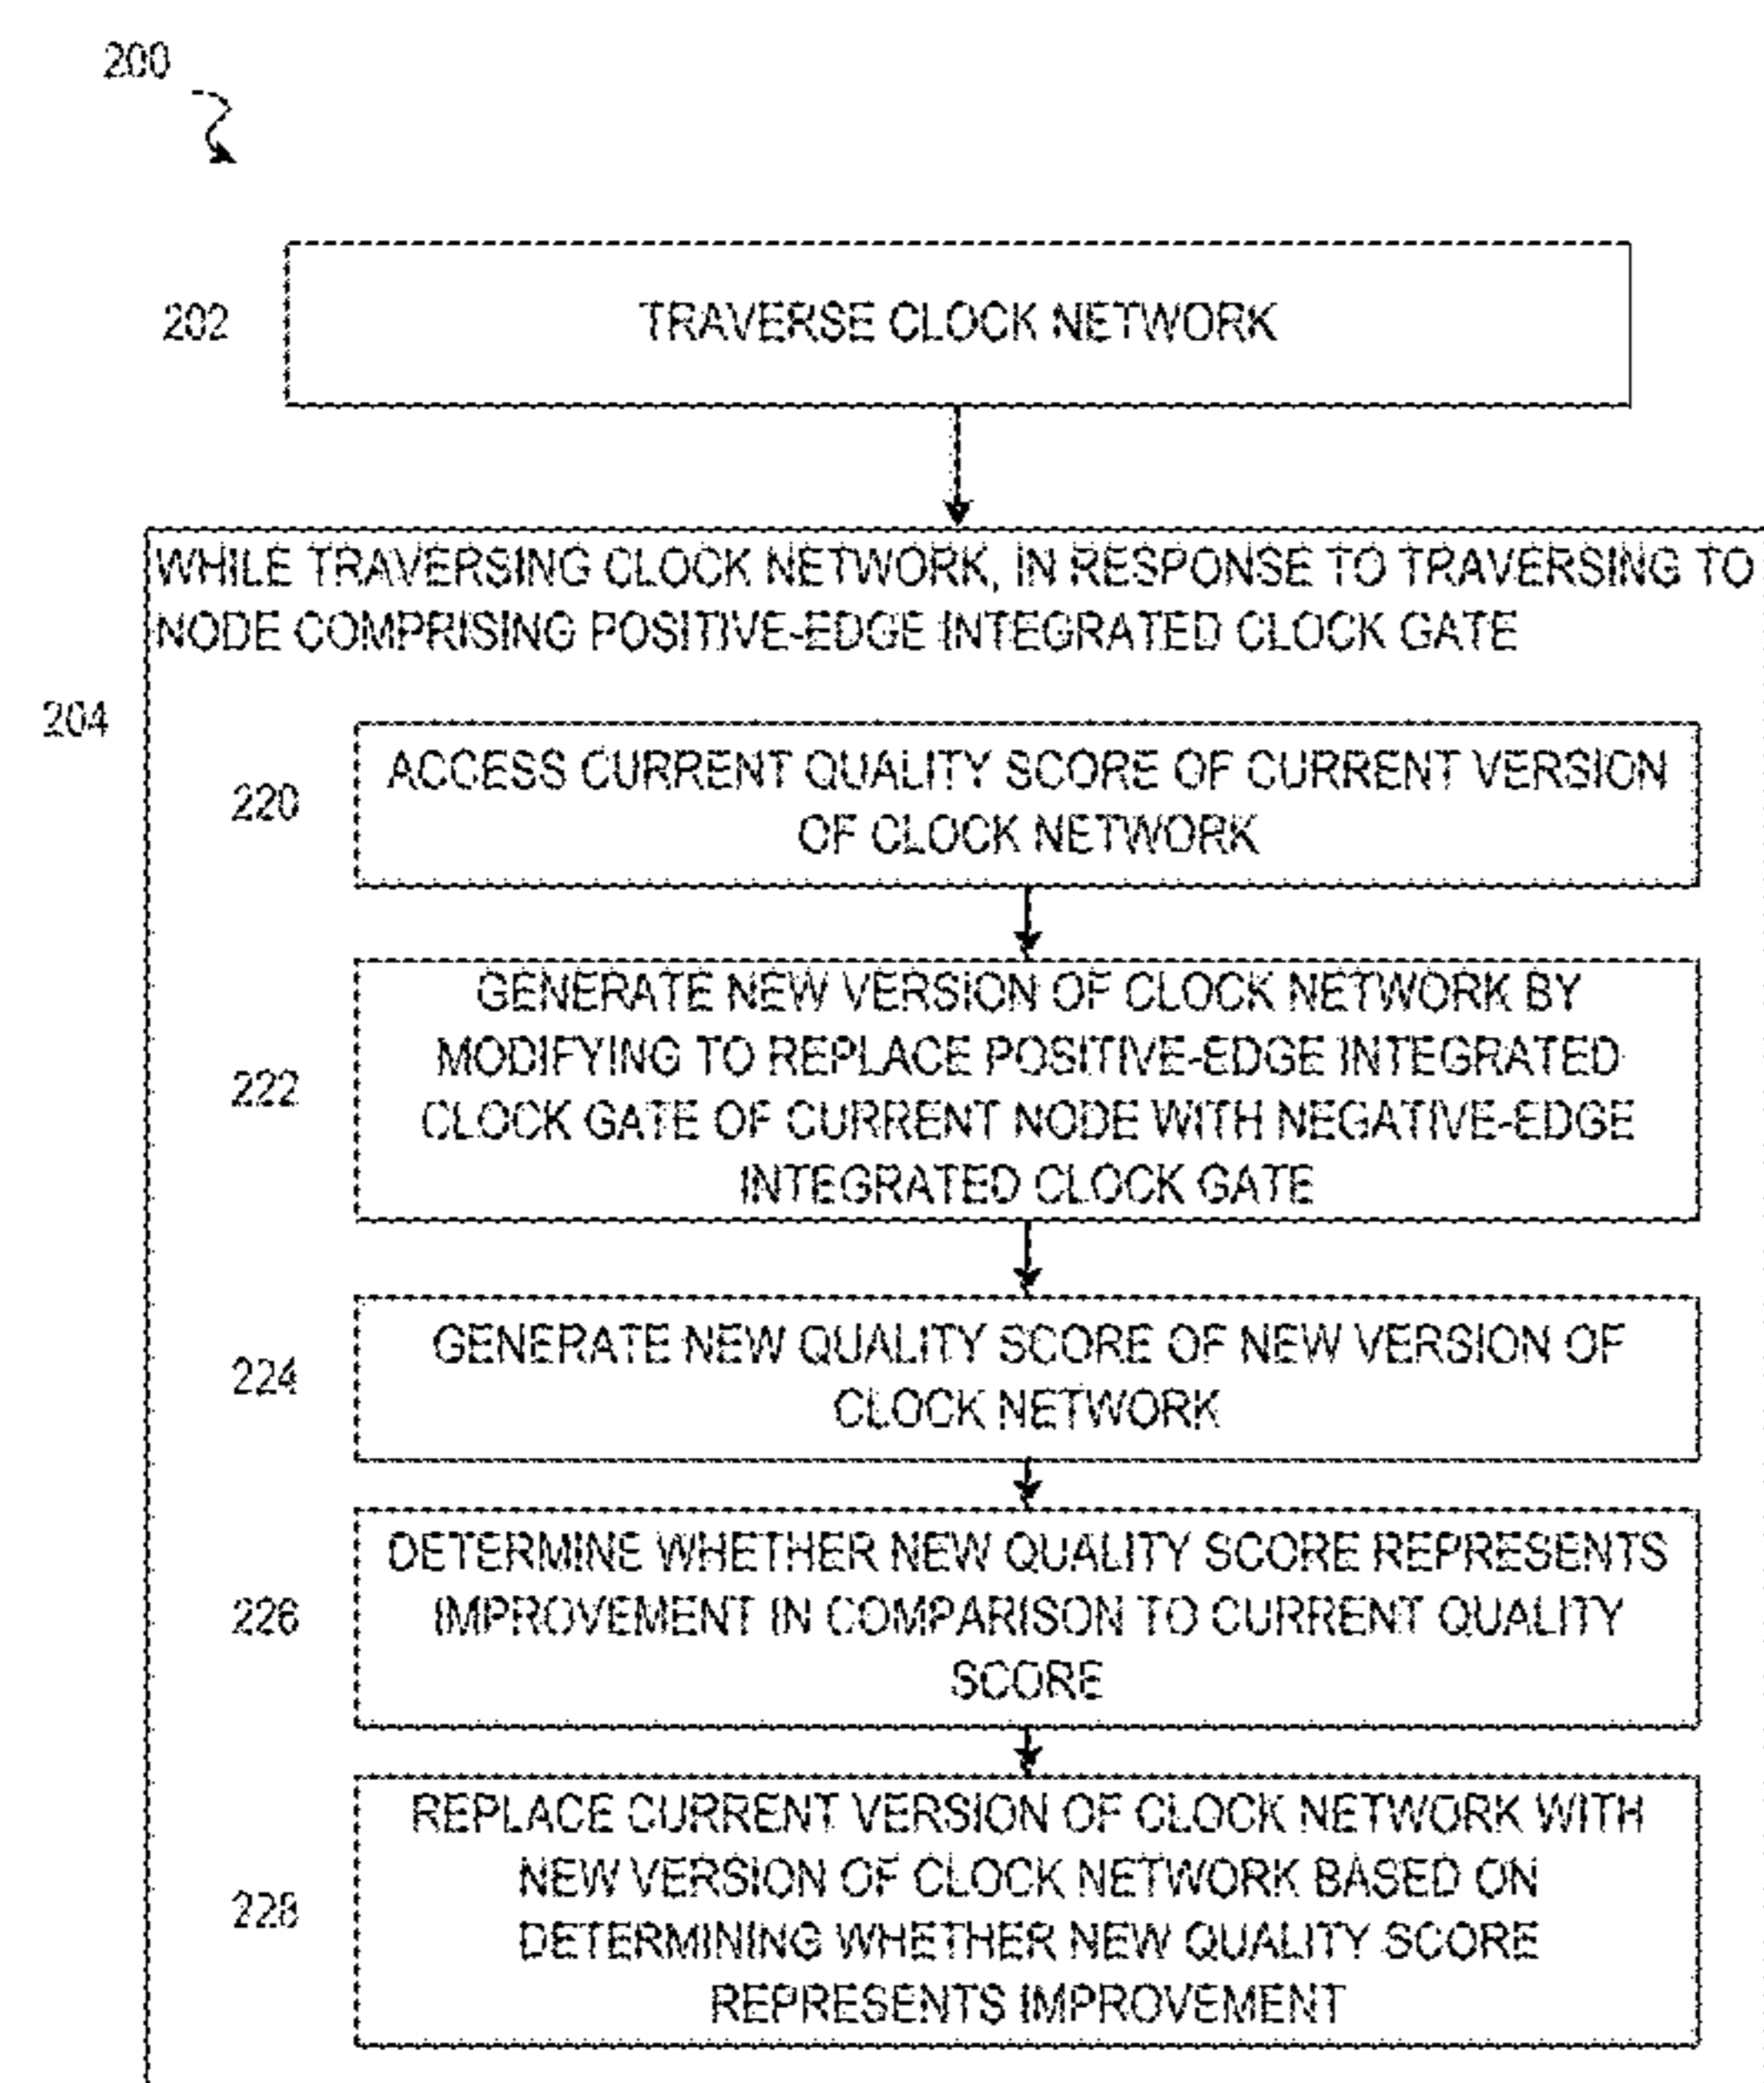 200
202
TRAVERSE CLOCK NETWORK
WHILE TRAVERSING CLOCK NETWORK, IN RESPONSE TO TRAVERSING TO
NODE COMPRISING POSITIVE-EDGE INTEGRATED CLOCK GATE
204
220
ACCESS CURRENT QUALITY SCORE OF CURRENT VERSION
OF CLOCK NETWORK
222
GENERATE NEW VERSION OF CLOCK NETWORK BY
MODIFYING TO REPLACE POSITIVE-EDGE INTEGRATED
CLOCK GATE OF CURRENT NODE WITH NEGATIVE-EDGE
INTEGRATED CLOCK GATE
224
GENERATE NEW QUALITY SCORE OF NEW VERSION OF
CLOCK NETWORK
226
DETERMINE WHETHER NEW QUALITY SCORE REPRESENTS
IMPROVEMENT IN COMPARISON TO CURRENT QUALITY
SCORE
228
REPLACE CURRENT VERSION OF CLOCK NETWORK WITH
NEW VERSION OF CLOCK NETWORK BASED ON
DETERMINING WHETHER NEW QUALITY SCORE
REPRESENTS IMPROVEMENT